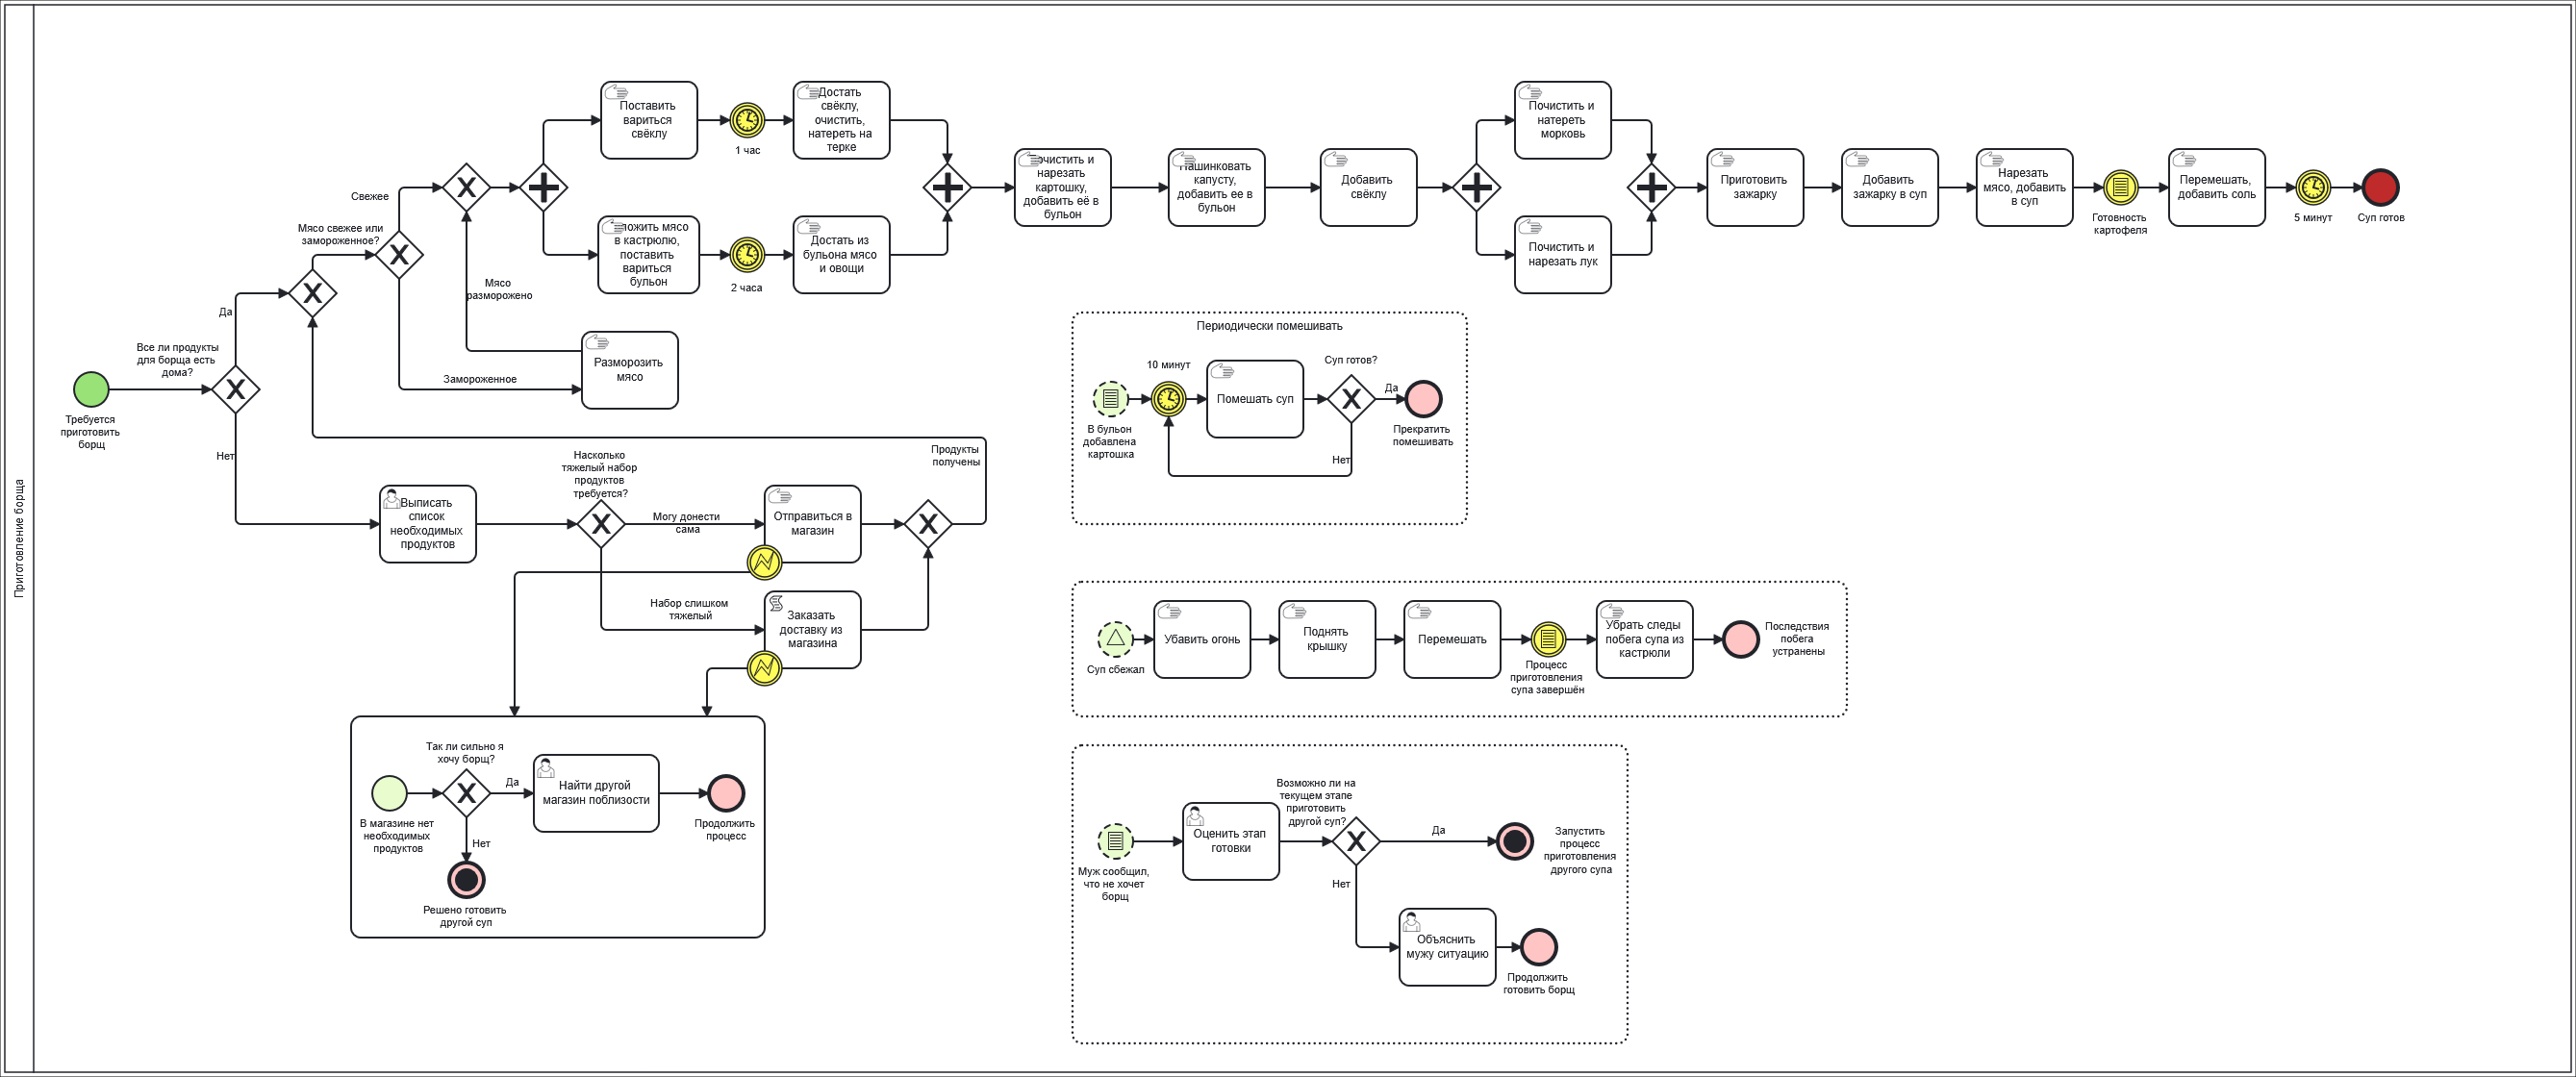 Приготовление борща
Требуется
приготовить
борщ
Все ли продукты
для борща есть
дома?
Да
Нет
Мясо свежее или
замороженное?
Свежее
Замороженное
Мясо
разморожено
Разморозить
мясо
Поставить
вариться
свёклу
1 час
Достать
свёклу,
очистить,
натереть на
терке
мясо
в кастрюлю,
поставить
вариться
бульон
2 часа
Достать из
бульона мясо
и овощи
и
нарезать
картошку,
добавить её в
бульон
капусту,
добавить ее в
бульон
Добавить
свёклу
Почистить и
натереть
морковь
Почистить и
нарезать лук
Приготовить
зажарку
Добавить
зажарку в суп
Нарезать
мясо, добавить
в суп
Готовность
картофеля
Перемешать,
добавить соль
5 минут
Суп готов
Выписать
список
необходимых
продуктов
Насколько
тяжелый набор
продуктов
требуется?
Могу донести
сама
Отправиться в
магазин
Набор слишком
тяжелый
Заказать
доставку из
магазина
Продукты
получены
В магазине нет
необходимых
продуктов
Так ли сильно я
хочу борщ?
Да
Нет
Найти другой
магазин поблизости
Продолжить
процесс
Решено готовить
другой суп
Периодически помешивать
В бульон
добавлена
картошка
10 минут
Помешать суп
Суп готов?
Да
Нет
Прекратить
помешивать
Суп сбежал
Убавить огонь
Поднять
крышку
Перемешать
Процесс
приготовления
супа завершён
Убрать следы
побега супа из
кастрюли
Последствия
побега
устранены
Муж сообщил,
что не хочет
борщ
Оценить этап
готовки
Возможно ли на
текущем этапе
приготовить
другой суп?
Да
Нет
Запустить
процесс
приготовления
другого супа
Объяснить
мужу ситуацию
Продолжить
готовить борщ